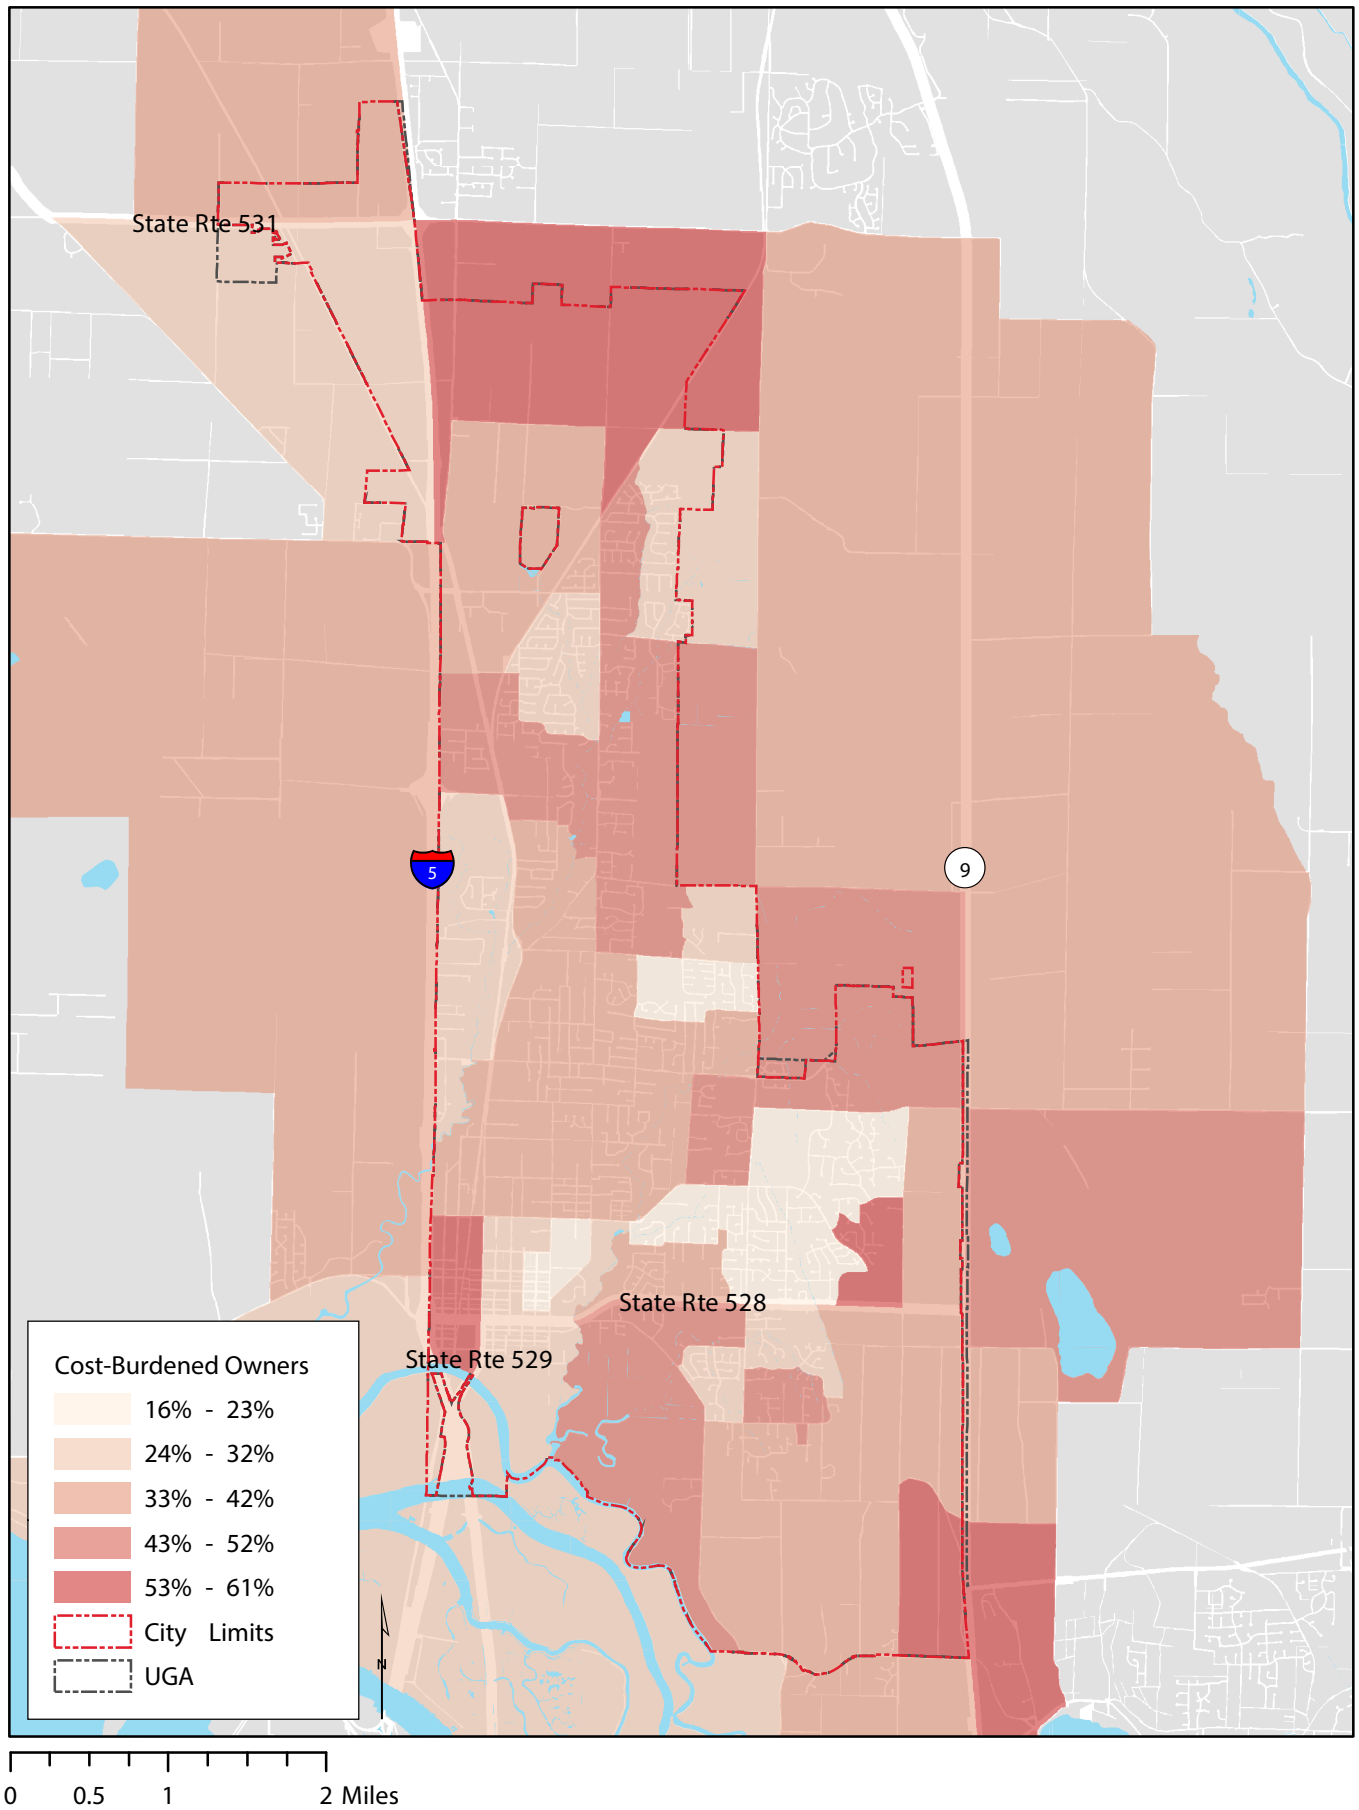 State Rte 531
5
9
State Rte 528
State Rte 529
Cost-Burdened Owners
16% - 23%
24% - 32%
33% - 42%
43% - 52%
53% - 61%
City Limits
UGA
N
0 0.5 1 2 Miles